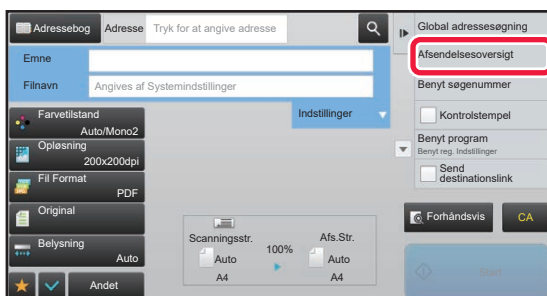 Adressebog
Adresse
Tryk for at angive adresse
Emne
Filnavn
Angives af Systemindstillinger
Indstillinger
Farvetilstand
Auto/Mono2
Opløsning
200x200dpi
Fil Format
PDF
Original
Belysning
Auto
Andet
Scanningsstr.
Auto
A4
100%
Afs.Str.
Auto
A4
Global adressesøgning
Afsendelsesoversigt
Benyt søgenummer
Kontrolstempel
Benyt program
Benyt reg. Indstillinger
Send
destinationslink
Forhåndsvis
CA
Start